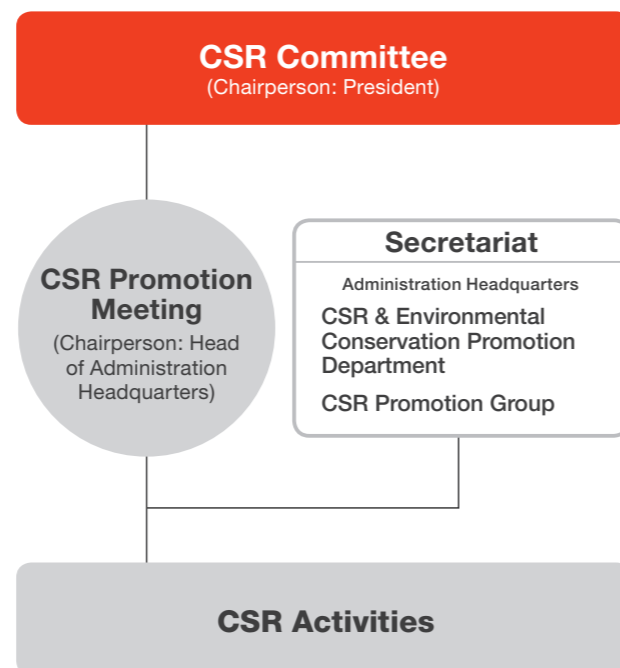 CSR Committee
(Chairperson: President)
CSR Promotion
Meeting
(Chairperson: Head
of Administration
Headquarters)
Secretariat
Administration Headquarters
CSR & Environmental
Conservation Promotion
Department
CSR Promotion Group
CSR Activities